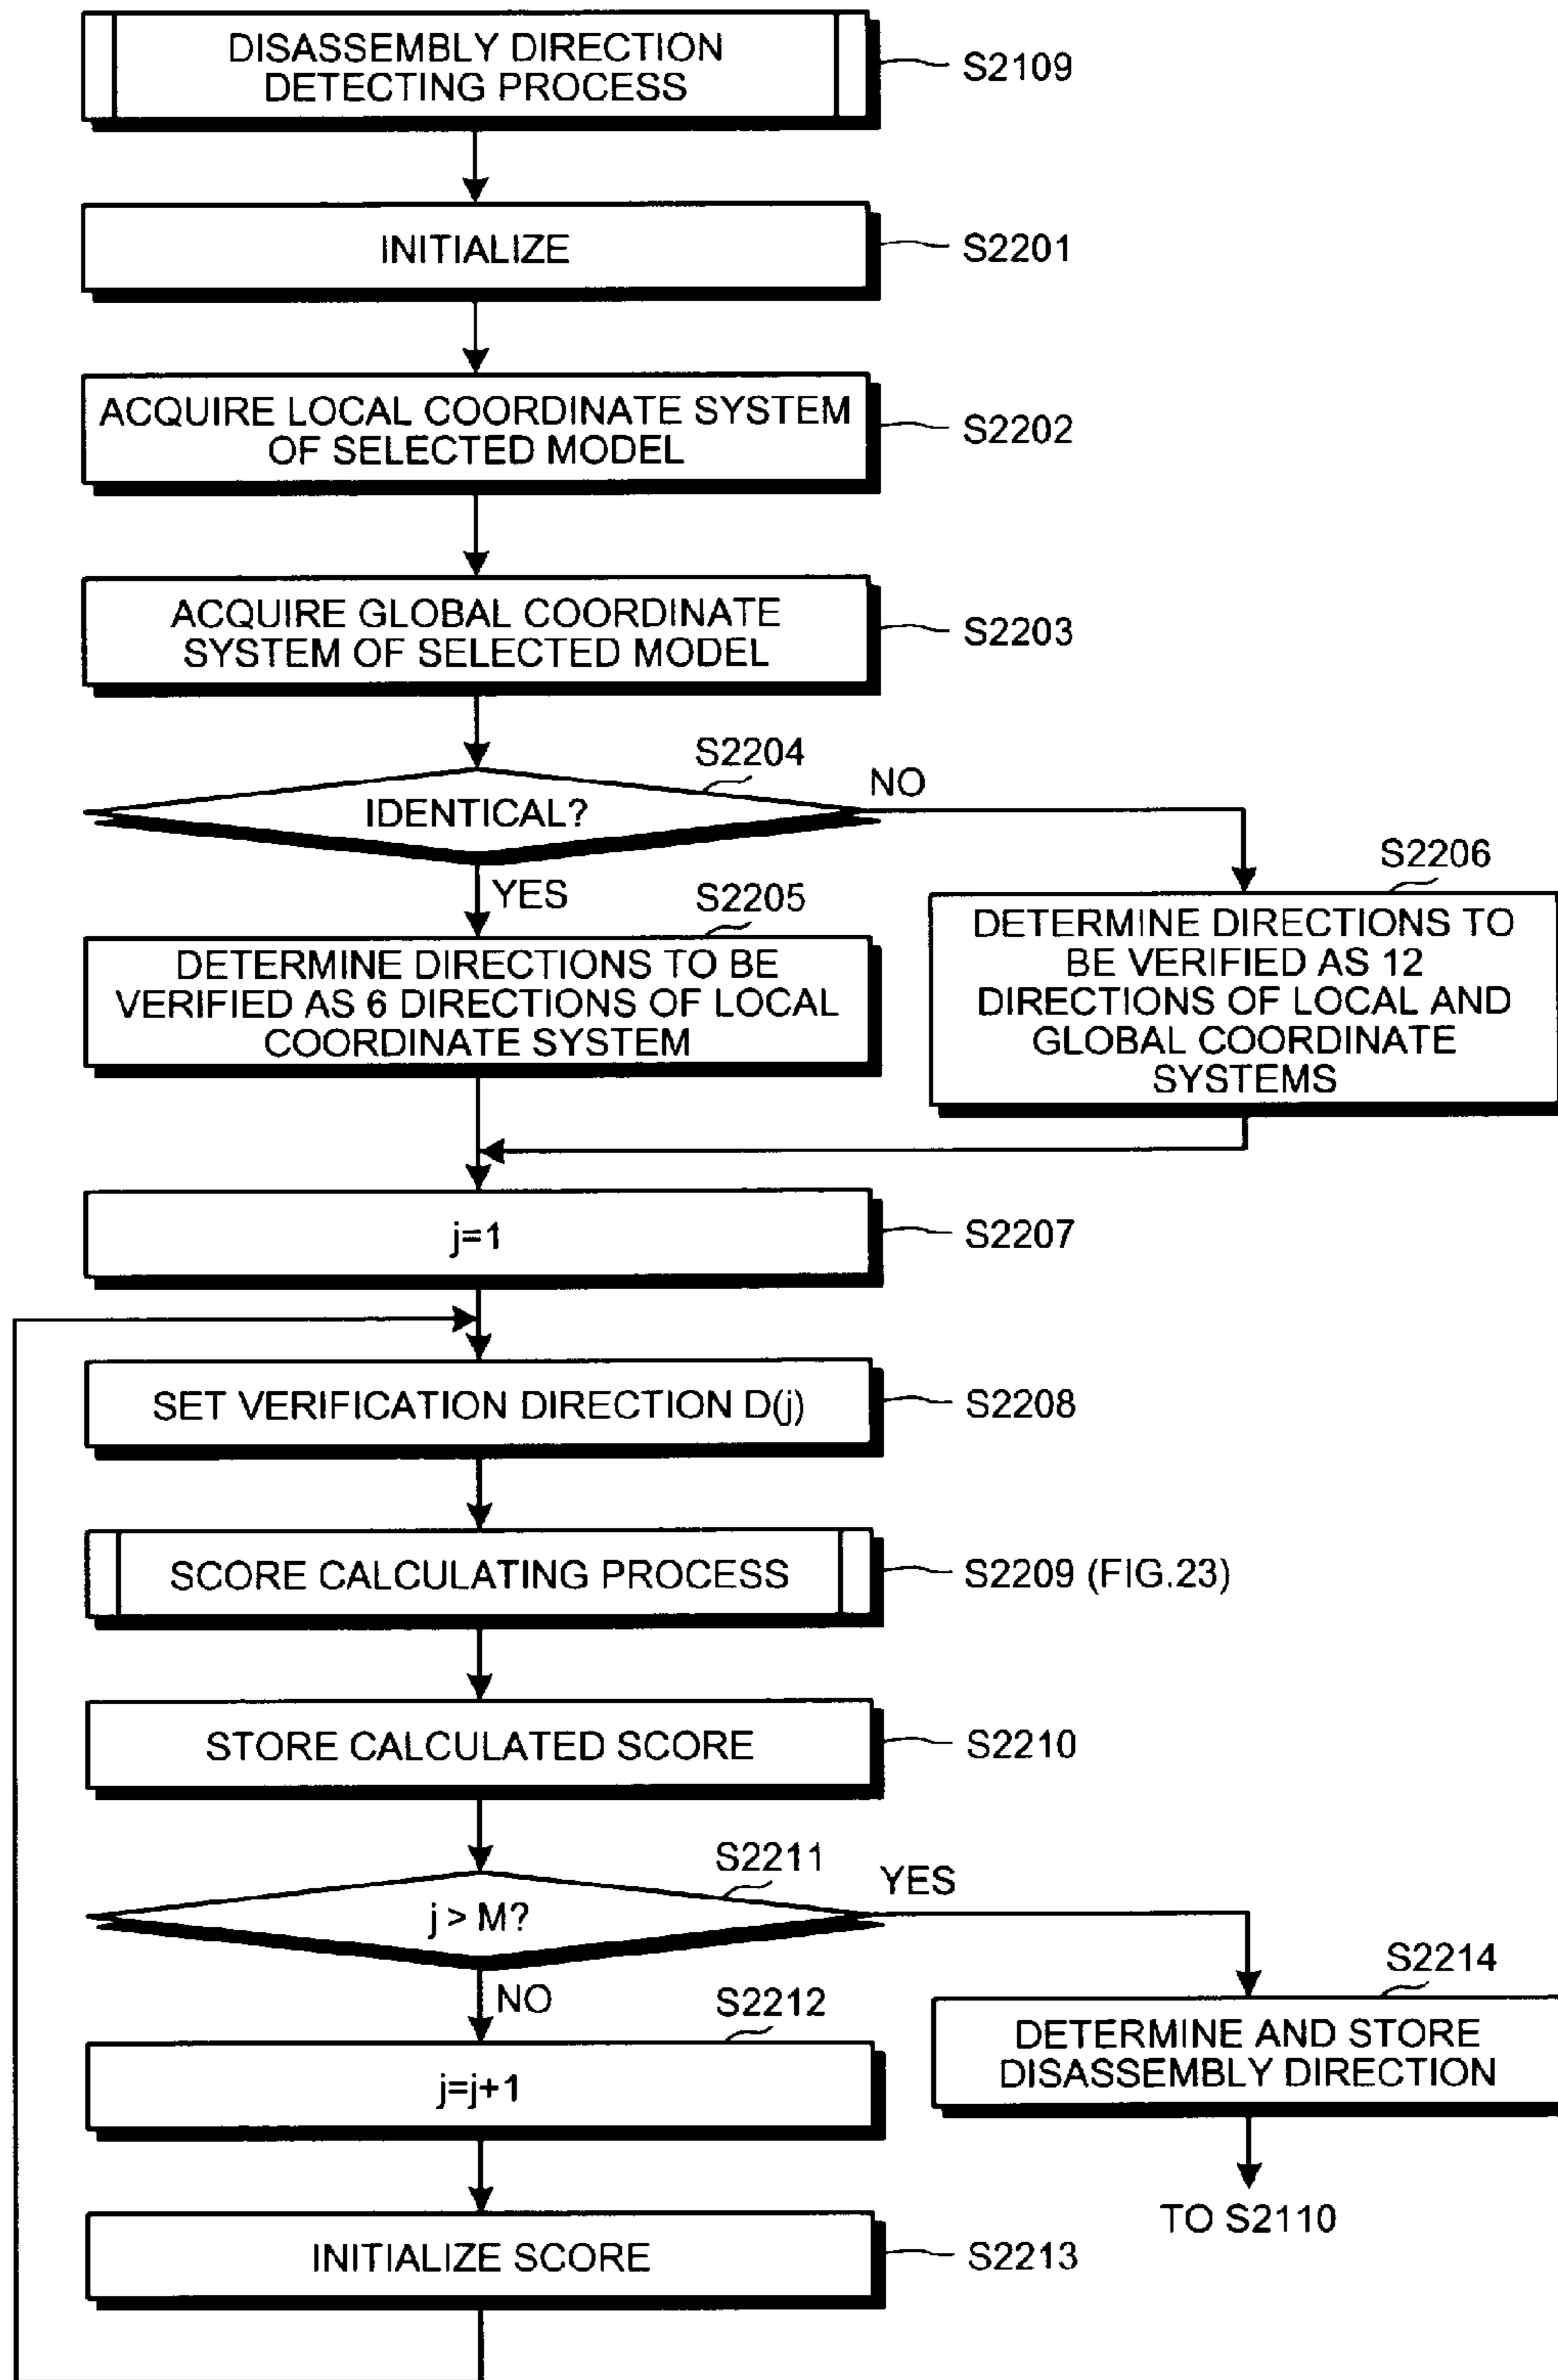 DISASSEMBLY DIRECTION
DETECTING PROCESS
S2109
INITIALIZE
S2201
ACQUIRE LOCAL COORDINATE SYSTEM
OF SELECTED MODEL
S2202
ACQUIRE GLOBAL COORDINATE
SYSTEM OF SELECTED MODEL
S2203
S2204
IDENTICAL?
NO
YES
S2205
DETERMINE DIRECTIONS TO BE
VERIFIED AS 6 DIRECTIONS OF LOCAL
COORDINATE SYSTEM
S2206
DETERMINE DIRECTIONS TO
BE VERIFIED AS 12
DIRECTIONS OF LOCAL AND
GLOBAL COORDINATE
SYSTEMS
j=1
S2207
SET VERIFICATION DIRECTION D(j)
S2208
SCORE CALCULATING PROCESS
S2209 (FIG.23)
STORE CALCULATED SCORE
S2210
S2211
j > M?
YES
NO
S2212
j=j+1
S2214
DETERMINE AND STORE
DISASSEMBLY DIRECTION
TO S2110
INITIALIZE SCORE
S2213